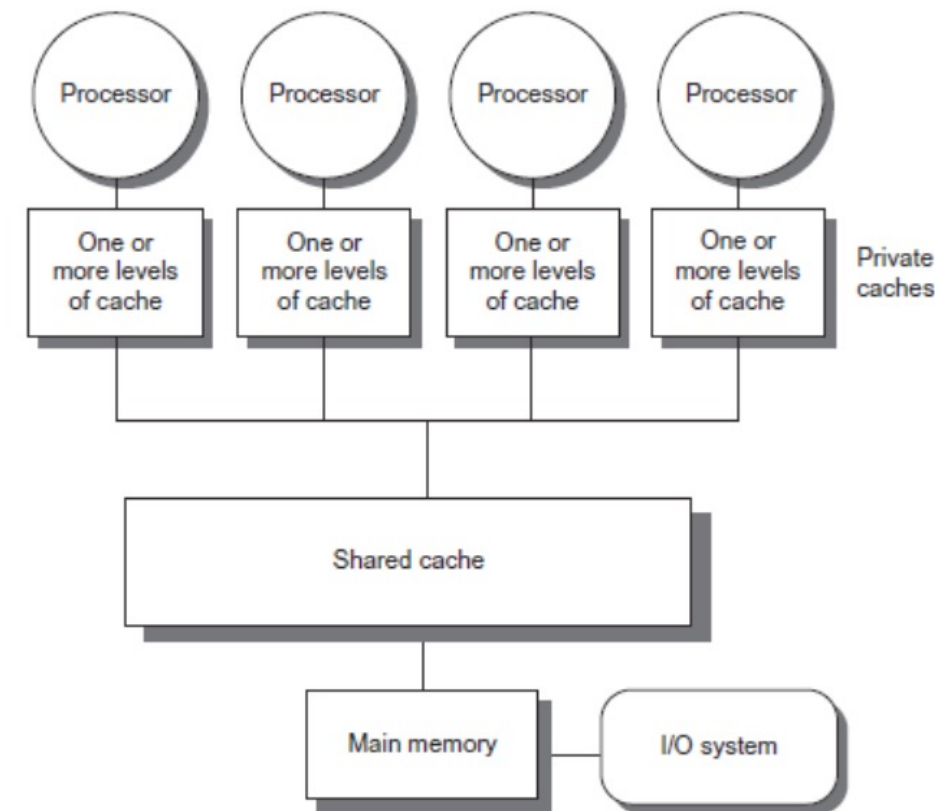 Processor
Processor
Processor
Processor
One or
more levels
of cache
One or
more levels
of cache
One or
more levels
of cache
One or
more levels
of cache
Private
caches
Shared cache
Main memory
I/O system